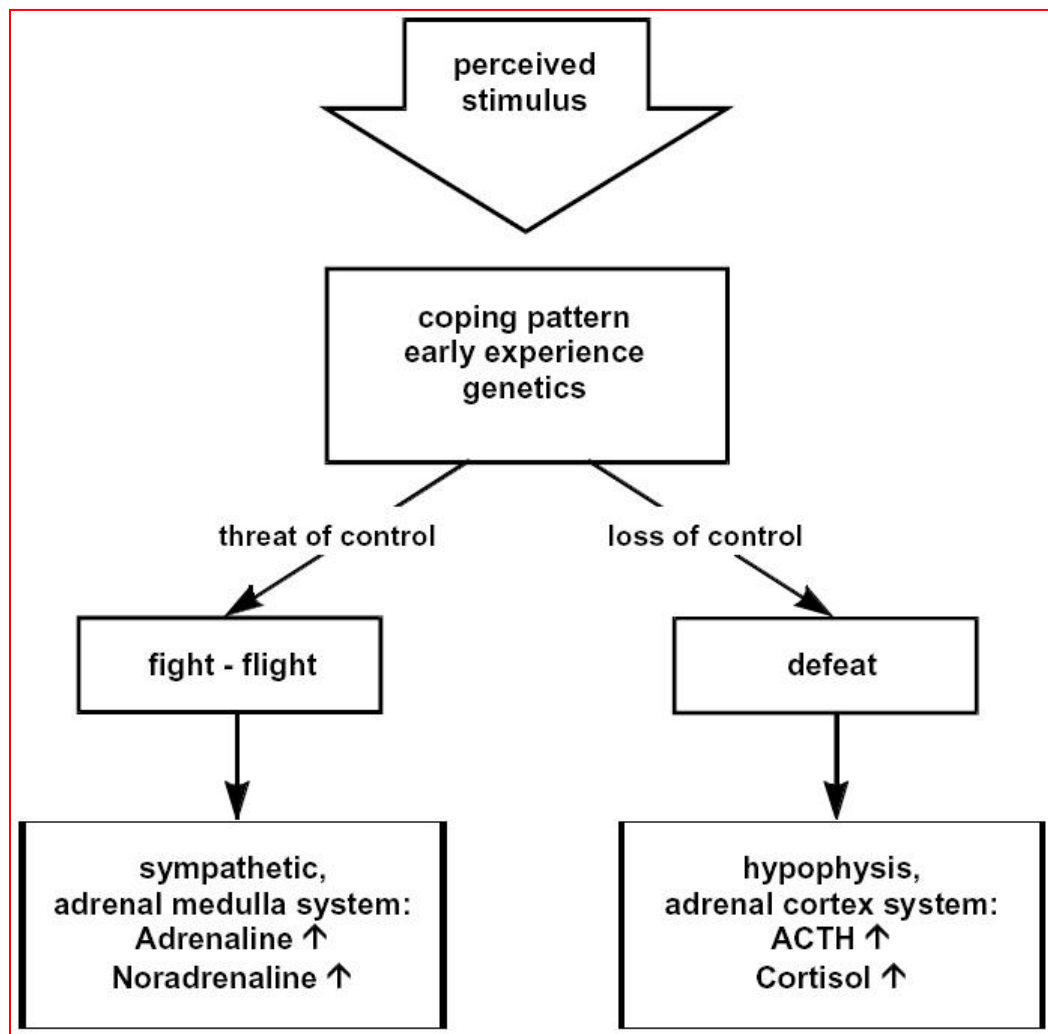 perceived
stimulus
coping pattern
early experience
genetics
threat of control
loss of control
fight - flight
defeat
sympathetic,
adrenal medulla system:
Adrenaline ↑
Noradrenaline ↑
hypophysis,
adrenal cortex system:
ACTH ↑
Cortisol ↑